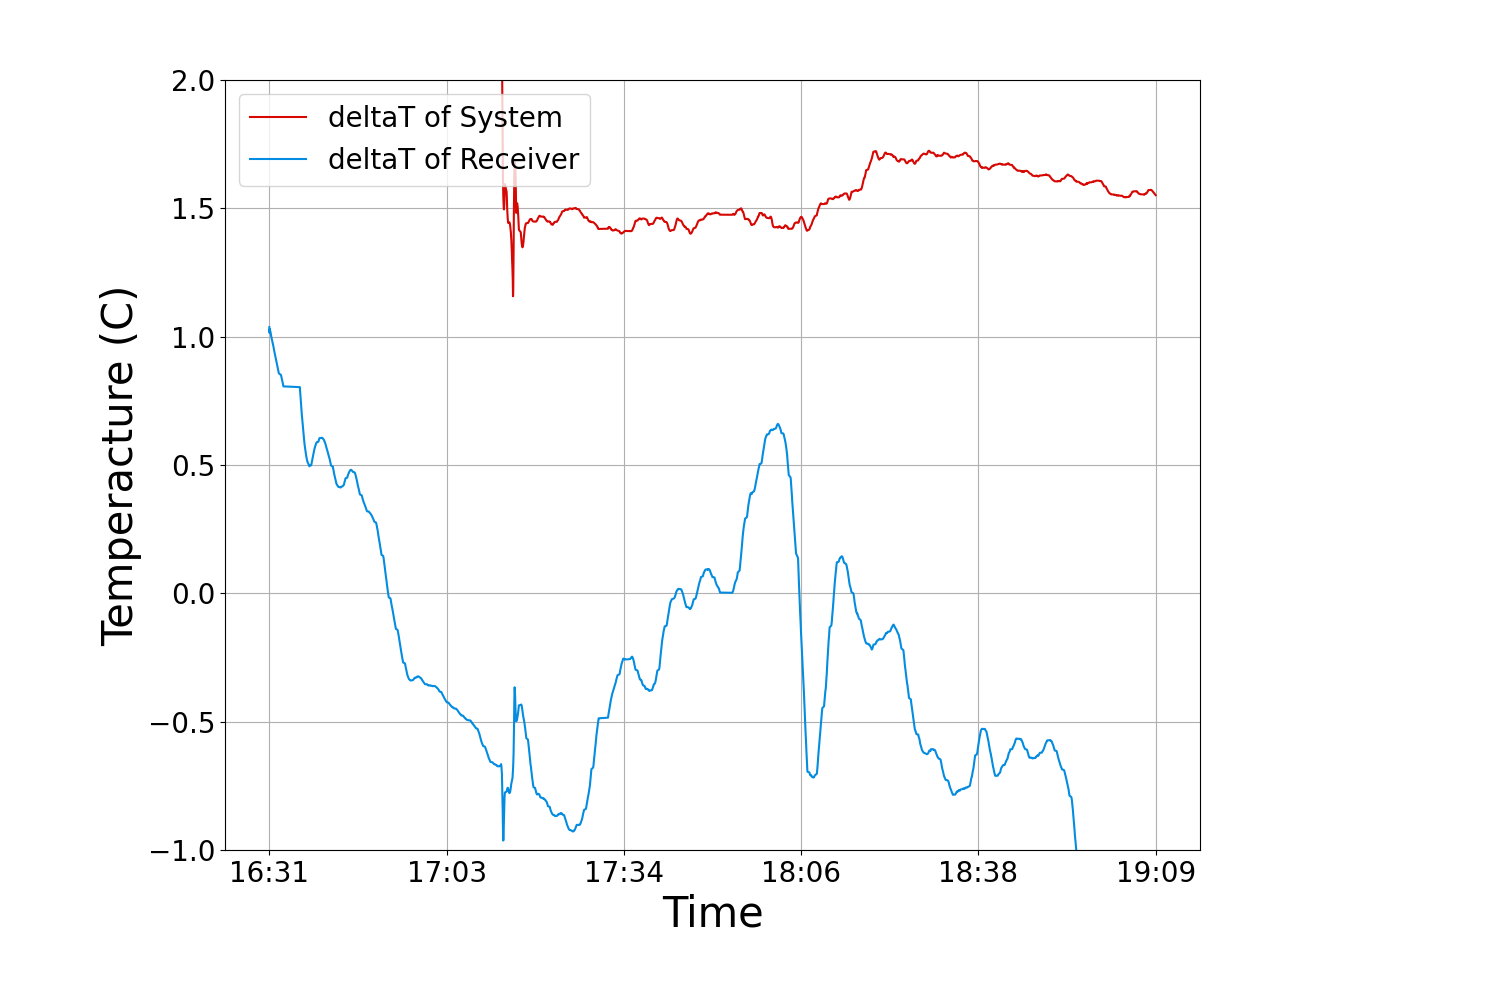 2.0
1.5
1.0
0.5
0.0
−0.5
−1.0
Temperacture (C)
deltaT of System
deltaT of Receiver
16:31 17:03 17:34 18:06 18:38 19:09
Time